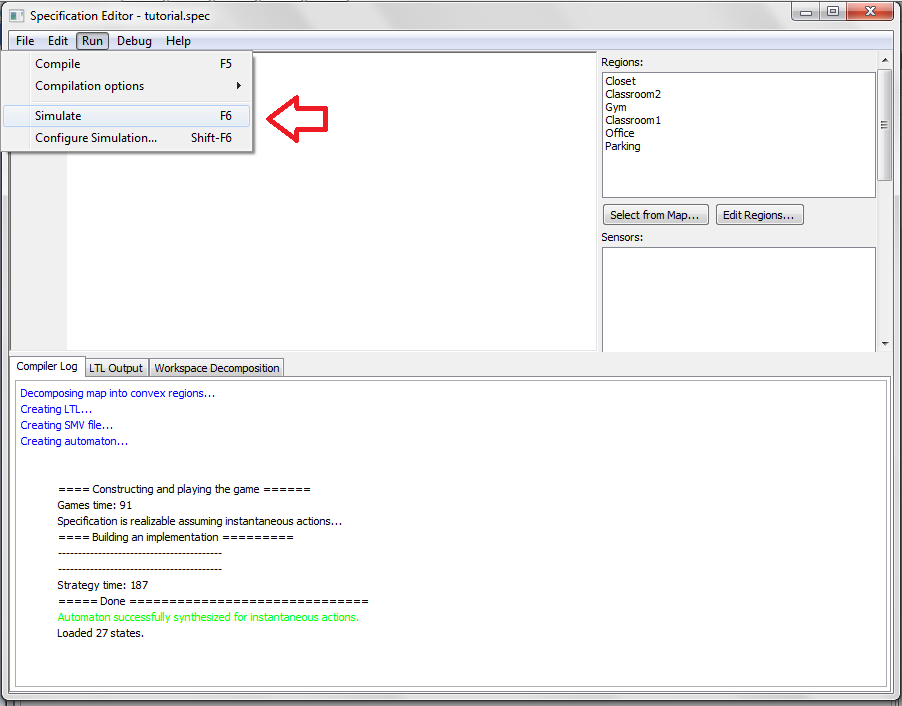 Specification Editor - tutorial.spec
File Edit Run Debug Help
Compile F5
Compilation options
Simulate F6
Configure Simulation... Shift-F6
Regions:
Closet
Classroom2
Gym
Classroom1
Office
Parking
Select from Map... Edit Regions...
Sensors:
Compiler Log LTL Output Workspace Decomposition
Decomposing map into convex regions...
Creating LTL...
Creating SMV file...
Creating automaton...
==== Constructing and playing the game ======
Games time: 91
Specification is realizable assuming instantaneous actions...
==== Building an implementation =========
-----------------------------------------
-----------------------------------------
Strategy time: 187
===== Done ==============================
Automaton successfully synthesized for instantaneous actions.
Loaded 27 states.